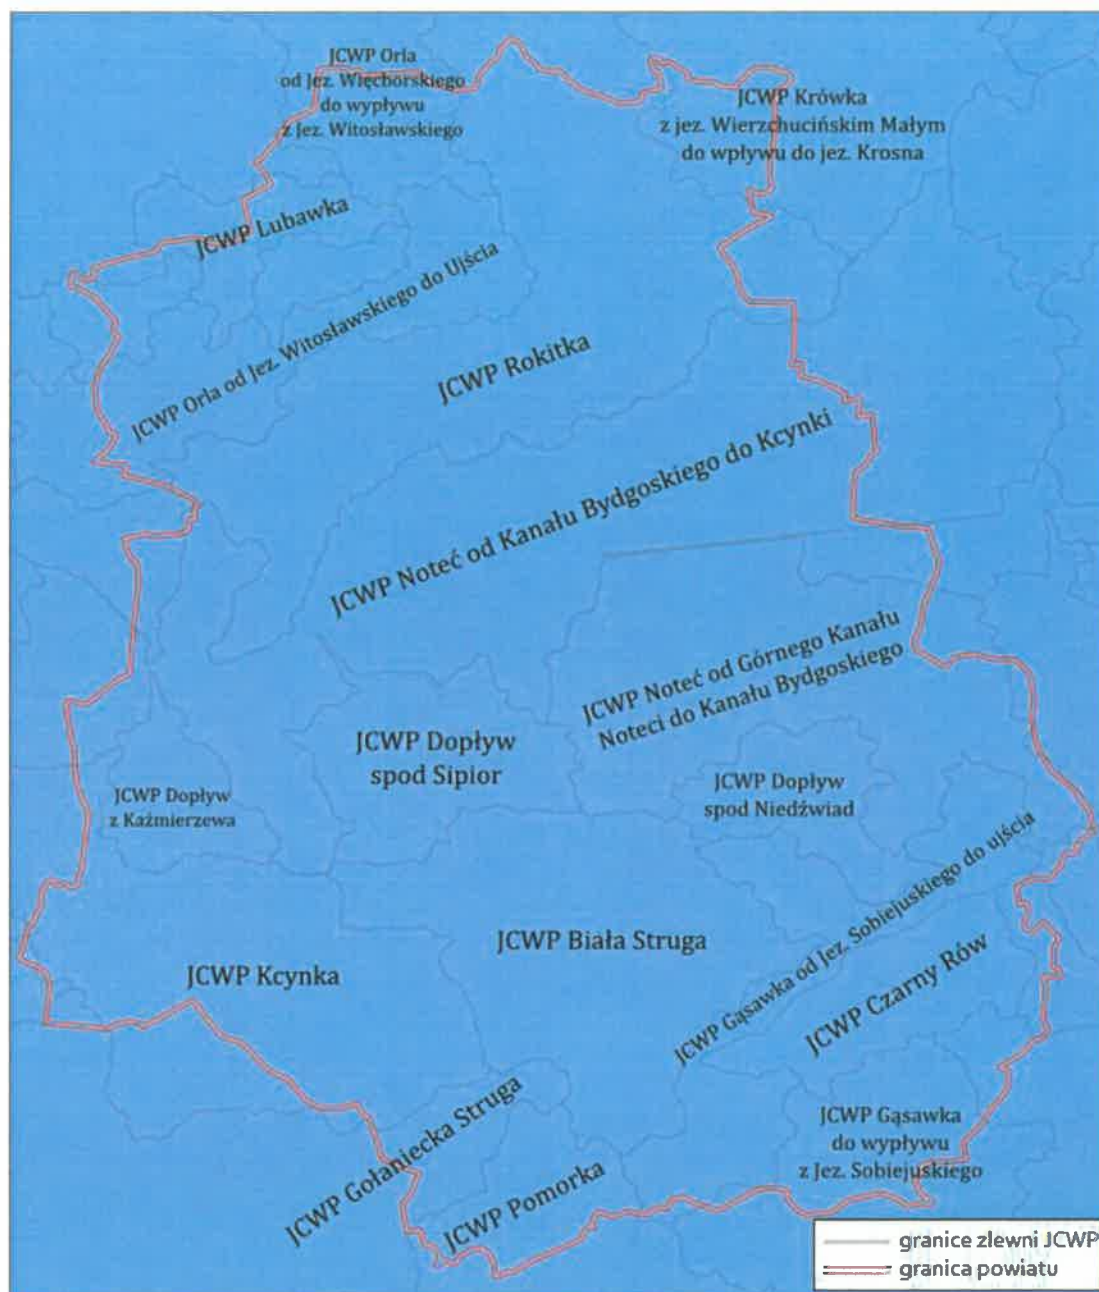 JCWP Orla
od Jez. Więcborskiego
do wypływu
z Jez. Witosławskiego
JCWP Krówka
z jez. Wierzchucińskim Małym
do wpływu do jez. Krosna
JCWP Lubawka
JCWP Orla od Jez. Witosławskiego do Ujścia
JCWP Rokitka
JCWP Noteć od Kanału Bydgoskiego do Kcynki
JCWP Noteć od Górnego Kanału
Noteci do Kanału Bydgoskiego
JCWP Dopływ
spod Sipior
JCWP Dopływ
z Kaźmierzewa
JCWP Dopływ
spod Niedźwiad
JCWP Gąsawka od Jez. Sobiejuskiego do ujścia
JCWP Biała Struga
JCWP Czarny Rów
JCWP Kcynka
JCWP Gołaniecka Struga
JCWP Pomorka
JCWP Gąsawka
do wypływu
z Jez. Sobiejuskiego
granice zlewni JCWP
granica powiatu